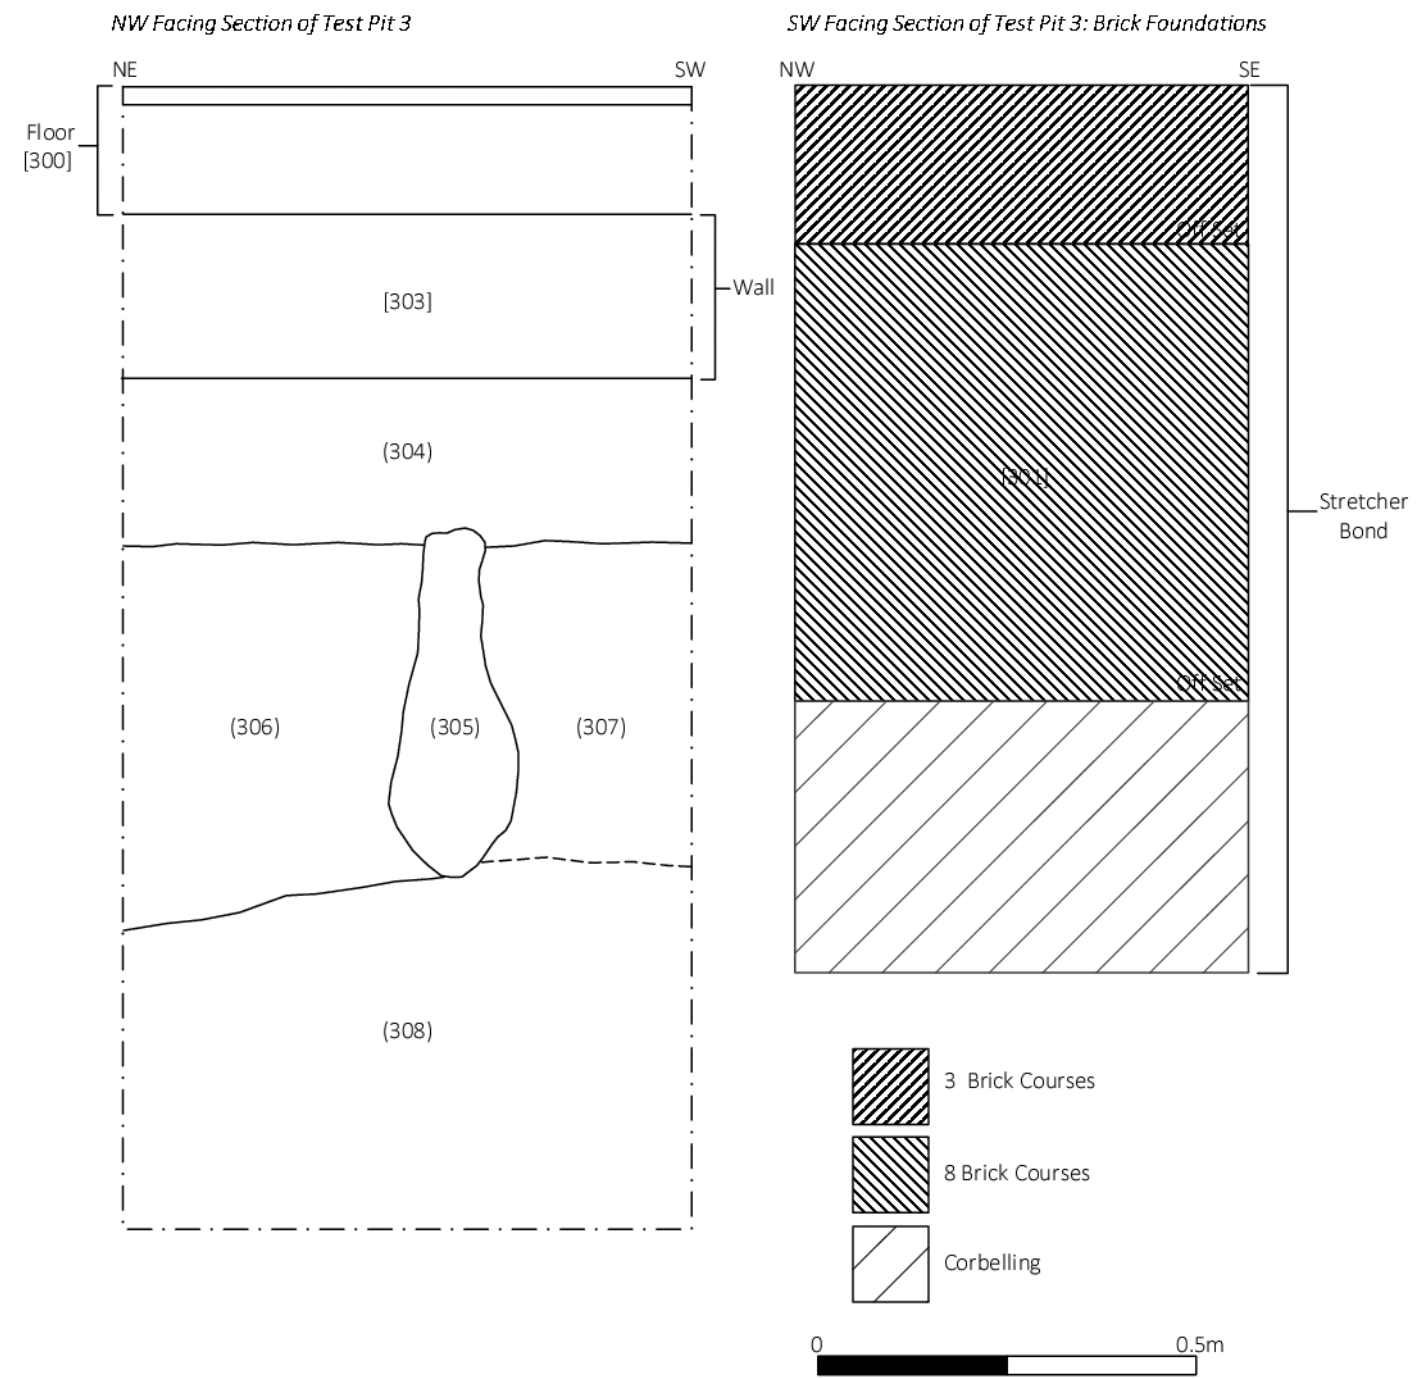 NW Facing Section of Test Pit 3
SW Facing Section of Test Pit 3: Brick Foundations
NE
SW
NW
SE
Floor
[300]
[303]
Wall
(304)
(306)
(305)
(307)
(308)
Off Set
[301]
Off Set
Stretcher
Bond
3 Brick Courses
8 Brick Courses
Corbelling
0
0.5m